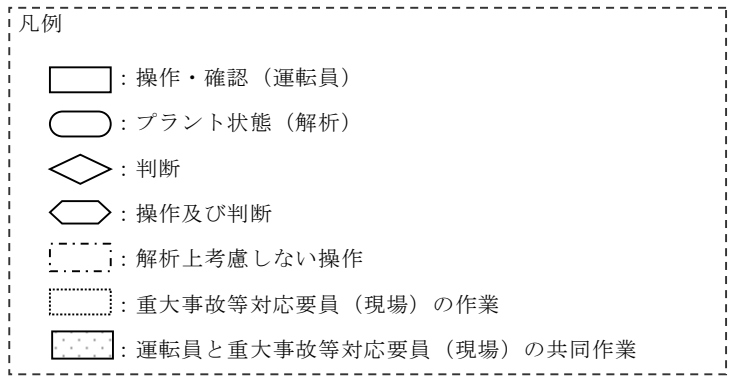 凡例
：操作・確認（運転員）
：プラント状態（解析）
：判断
：操作及び判断
：解析上考慮しない操作
：重大事故等対応要員（現場）の作業
：運転員と重大事故等対応要員（現場）の共同作業